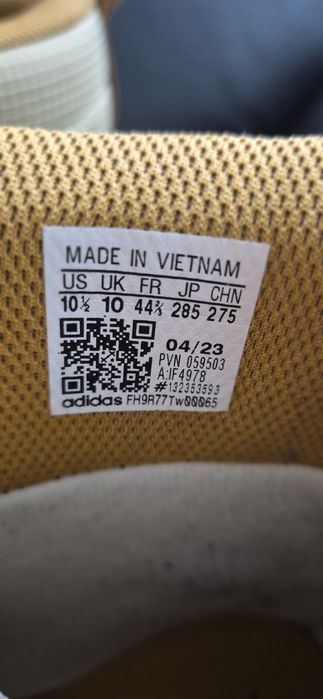 MADE IN VIETNAM
US UK FR JP CHN
10½ 10 44⅔ 285 275
04/23
PVN 059503
A:IF4978
#132353593
adidas FH9R77Tw00065